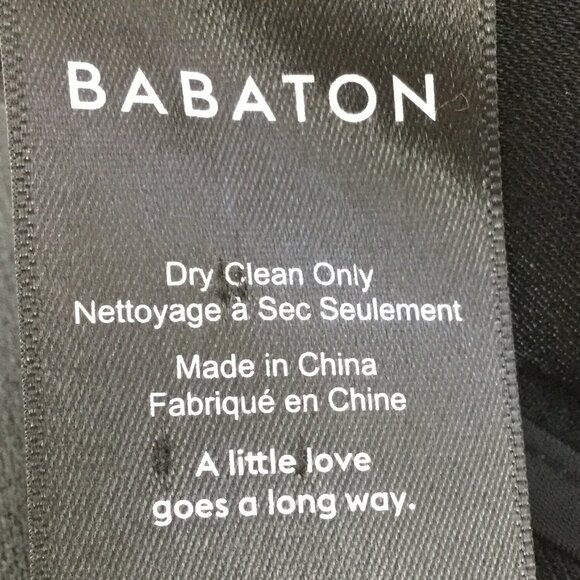 BABATON
Dry Clean Only
Nettoyage à Sec Seulement
Made in China
Fabriqué en Chine
A little love
goes a long way.